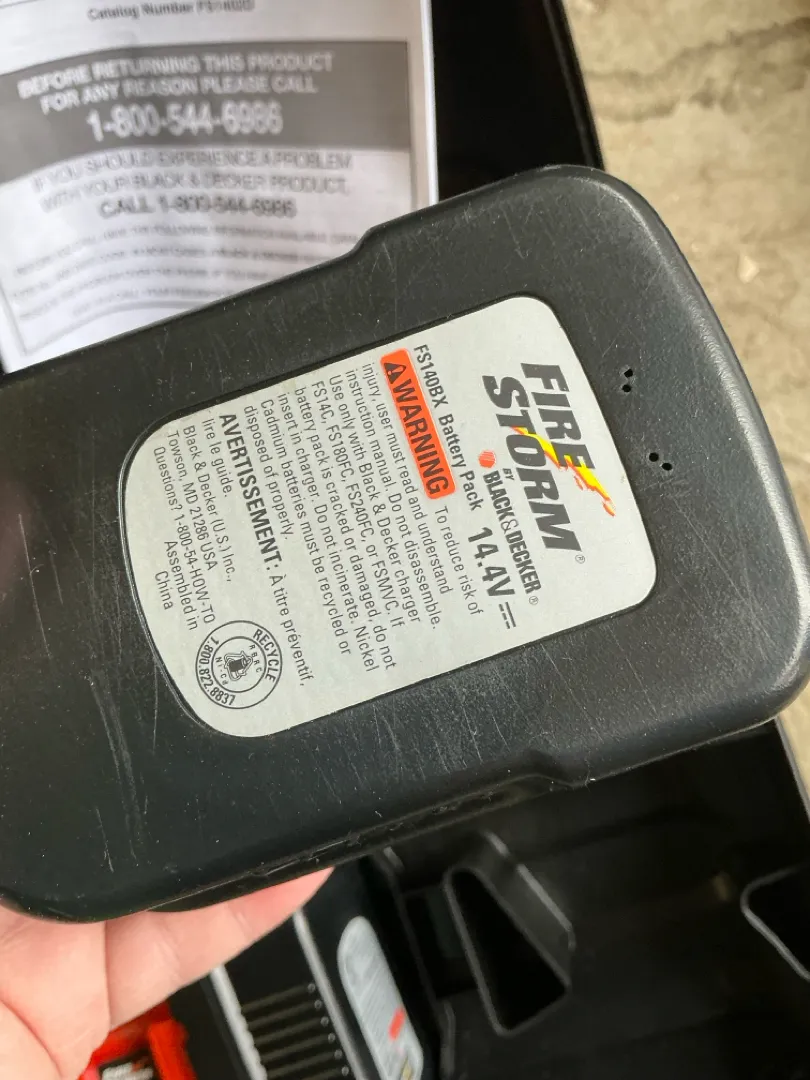 Catalog Number
BEFORE RETURNING THIS PRODUCT
FOR ANY REASON PLEASE CALL
1-800-544-6986
IF YOU SHOULD EXPERIENCE A PROBLEM
WITH YOUR BLACK & DECKER PRODUCT,
CALL 1-800-544-6986
FIRE
STORM®
BY
BLACK&DECKER®
FS140BX Battery Pack 14.4V
WARNING To reduce risk of
injury, user must read and understand
instruction manual. Do not disassemble.
Use only with Black & Decker charger
FS14C, FS180FC, FS240FC, or FSMVC. If
battery pack is cracked or damaged, do not
insert in charger. Do not incinerate. Nickel
Cadmium batteries must be recycled or
disposed of properly.
AVERTISSEMENT: À titre préventif,
lire le guide.
Black & Decker (U.S.) Inc.,
Towson, MD 21286 USA
Questions? 1-800-54-HOW-TO
Assembled in
China
RECYCLE
RBRC
Ni-Cd
1.800.822.8837